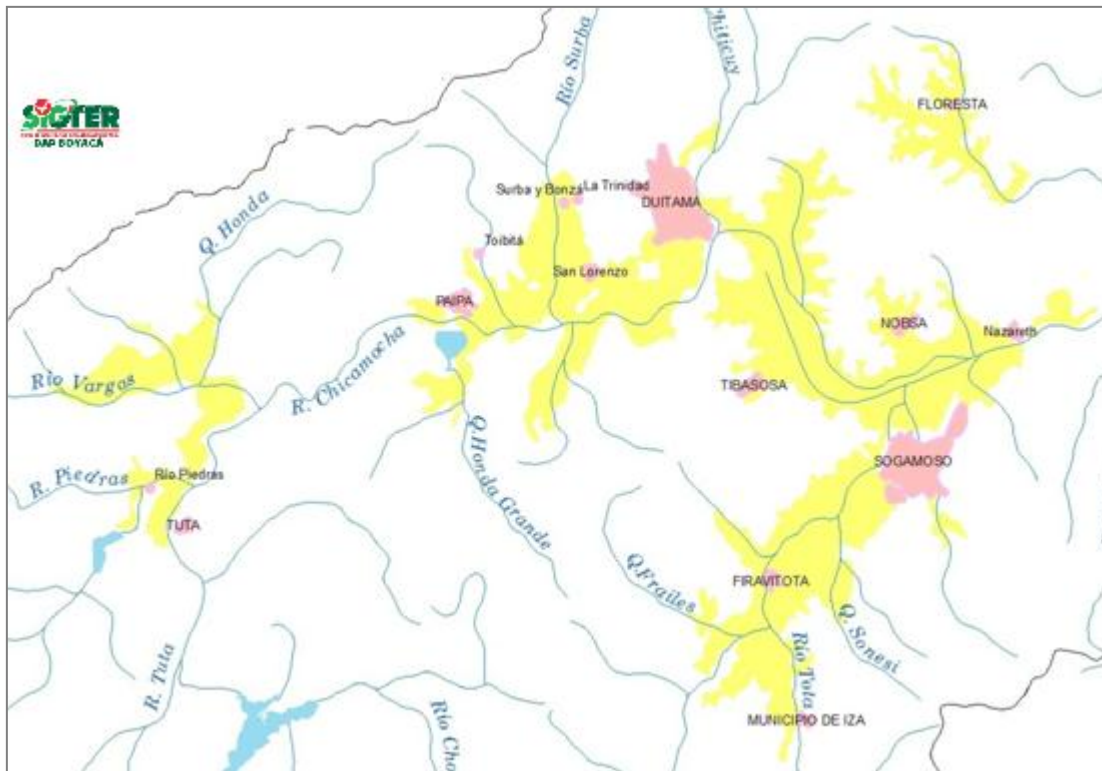 Chiticuy
Río Surba
FLORESTA
SIGTER
DAP BOYACÁ
Surba y Bonzá
La Trinidad
DUITAMA
Q. Honda
Toibitá
San Lorenzo
PAIPA
NOBSA
Nazareth
R. Chicamocha
Río Vargas
TIBASOSA
Q.Honda Grande
SOGAMOSO
R. Piedras
Río Piedras
TUTA
Q.Frailes
FIRAVITOTA
Q. Sonesi
Río Tota
R. Tuta
Río Cho
MUNICIPIO DE IZA